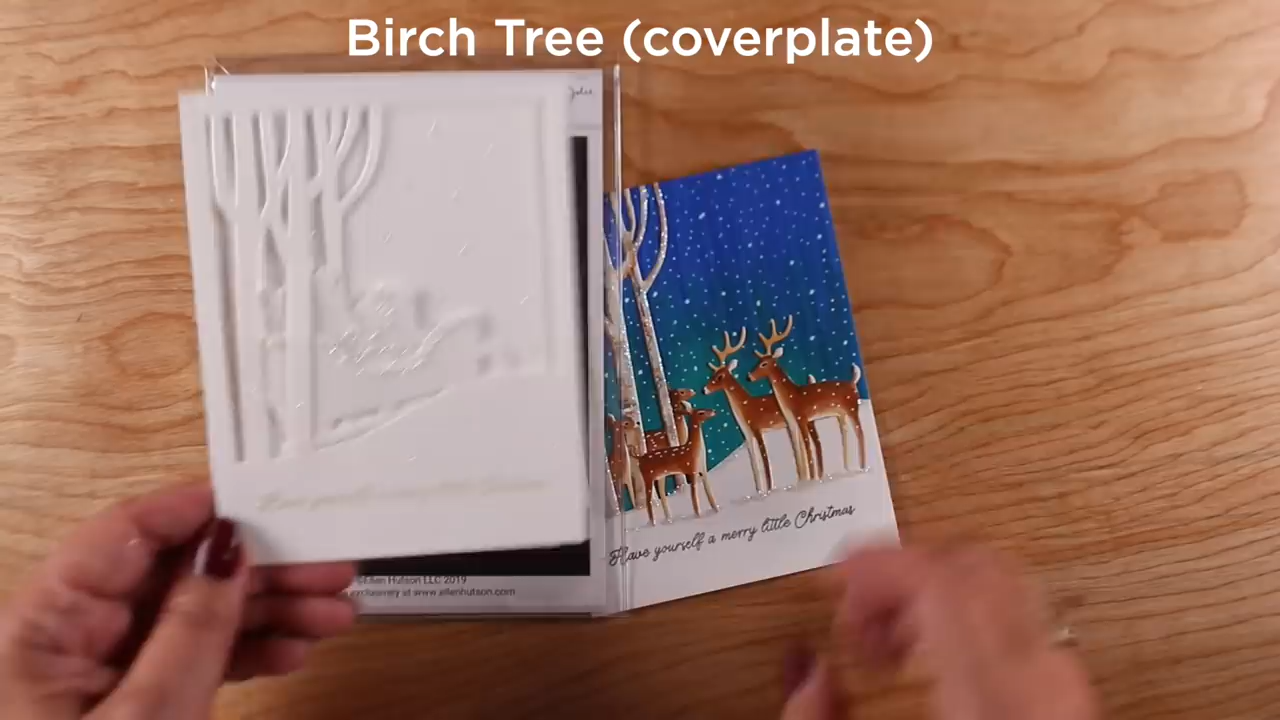 Birch Tree (coverplate)
Have yourself a merry little Christmas
©Ellen Hutson LLC 2019
at www.ellenhutson.com